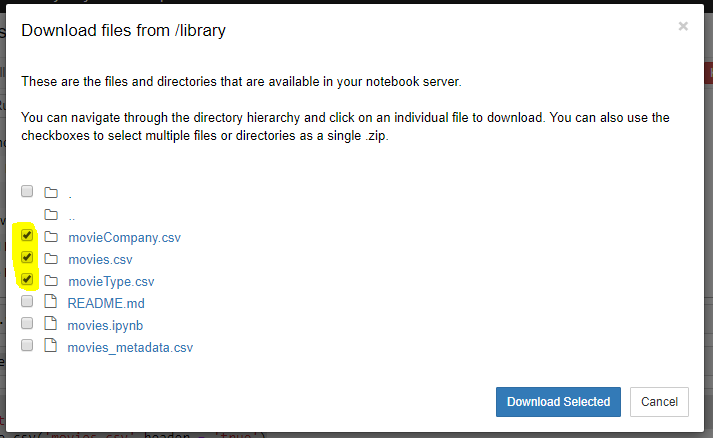 Download files from /library
×
These are the files and directories that are available in your notebook server.
You can navigate through the directory hierarchy and click on an individual file to download. You can also use the
checkboxes to select multiple files or directories as a single .zip.
.
..
movieCompany.csv
movies.csv
movieType.csv
README.md
movies.ipynb
movies_metadata.csv
Download Selected
Cancel
csv('movies.csv' header = 'true')